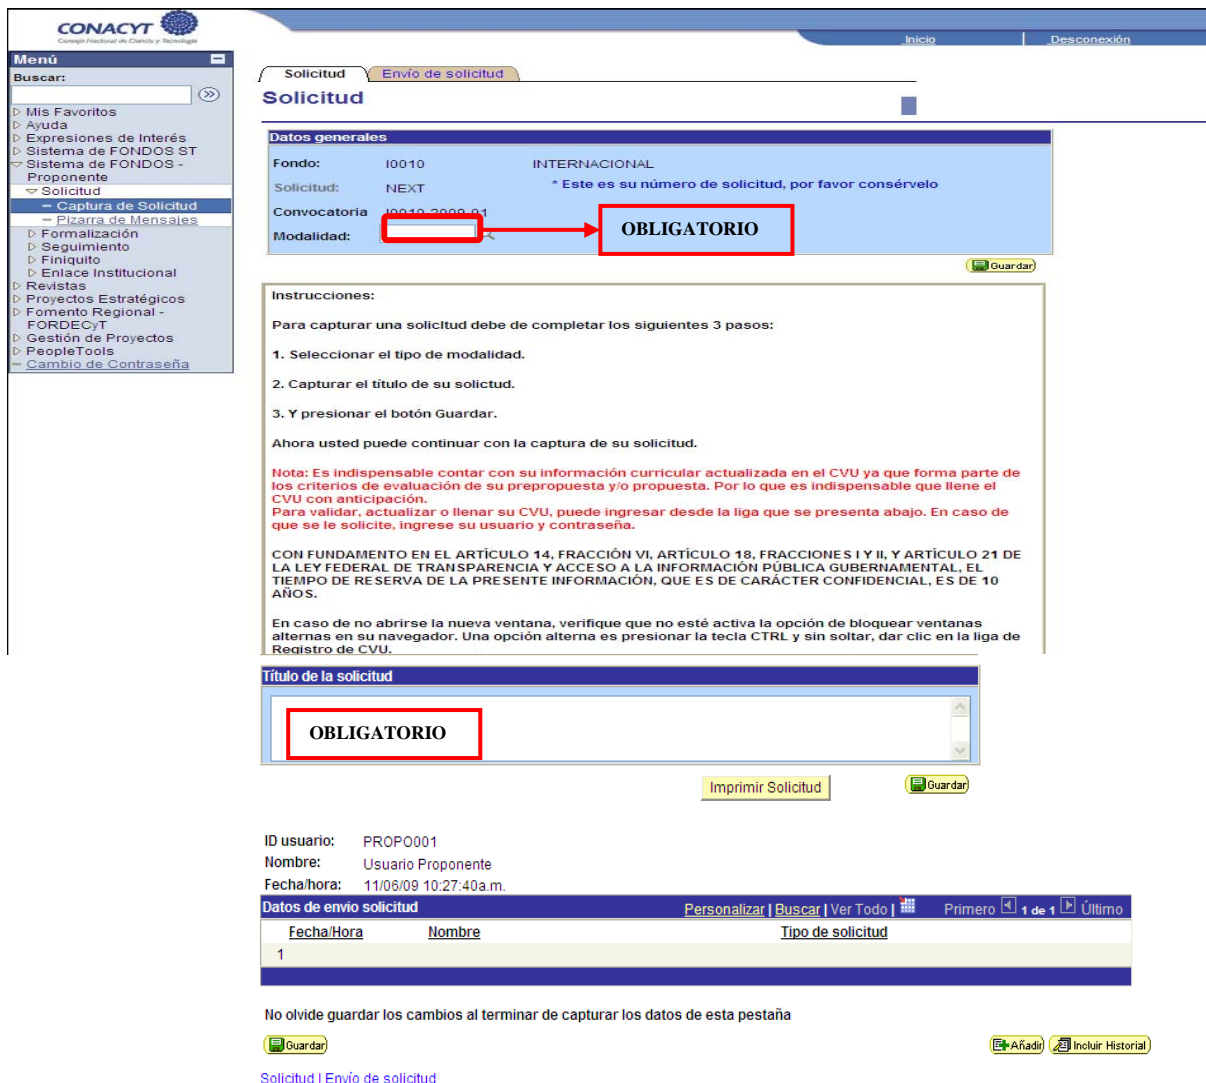 CONACYT
Consejo Nacional de Ciencia y Tecnología
Inicio
Desconexión
Menú
Buscar:
Mis Favoritos
Ayuda
Expresiones de Interés
Sistema de FONDOS ST
Sistema de FONDOS -
Proponente
Solicitud
Captura de Solicitud
Pizarra de Mensajes
Formalización
Seguimiento
Finiquito
Enlace Institucional
Revistas
Proyectos Estratégicos
Fomento Regional -
FORDECyT
Gestión de Proyectos
PeopleTools
Cambio de Contraseña
Solicitud Envío de solicitud
Solicitud
Datos generales
Fondo: I0010 INTERNACIONAL
Solicitud: NEXT * Este es su número de solicitud, por favor consérvelo
Convocatoria I0010-2009-01
Modalidad: OBLIGATORIO
Guardar
Instrucciones:
Para capturar una solicitud debe de completar los siguientes 3 pasos:
1. Seleccionar el tipo de modalidad.
2. Capturar el título de su solictud.
3. Y presionar el botón Guardar.
Ahora usted puede continuar con la captura de su solicitud.
Nota: Es indispensable contar con su información curricular actualizada en el CVU ya que forma parte de
los criterios de evaluación de su prepropuesta y/o propuesta. Por lo que es indispensable que llene el
CVU con anticipación.
Para validar, actualizar o llenar su CVU, puede ingresar desde la liga que se presenta abajo. En caso de
que se le solicite, ingrese su usuario y contraseña.
CON FUNDAMENTO EN EL ARTÍCULO 14, FRACCIÓN VI, ARTÍCULO 18, FRACCIONES I Y II, Y ARTÍCULO 21 DE
LA LEY FEDERAL DE TRANSPARENCIA Y ACCESO A LA INFORMACIÓN PÚBLICA GUBERNAMENTAL, EL
TIEMPO DE RESERVA DE LA PRESENTE INFORMACIÓN, QUE ES DE CARÁCTER CONFIDENCIAL, ES DE 10
AÑOS.
En caso de no abrirse la nueva ventana, verifique que no esté activa la opción de bloquear ventanas
alternas en su navegador. Una opción alterna es presionar la tecla CTRL y sin soltar, dar clic en la liga de
Registro de CVU.
Título de la solicitud
OBLIGATORIO
Imprimir Solicitud Guardar
ID usuario: PROPO001
Nombre: Usuario Proponente
Fecha/hora: 11/06/09 10:27:40a.m.
Datos de envio solicitud Personalizar | Buscar | Ver Todo | Primero 1 de 1 Último
Fecha/Hora Nombre Tipo de solicitud
1
No olvide guardar los cambios al terminar de capturar los datos de esta pestaña
Guardar Añadir Incluir Historial
Solicitud | Envío de solicitud